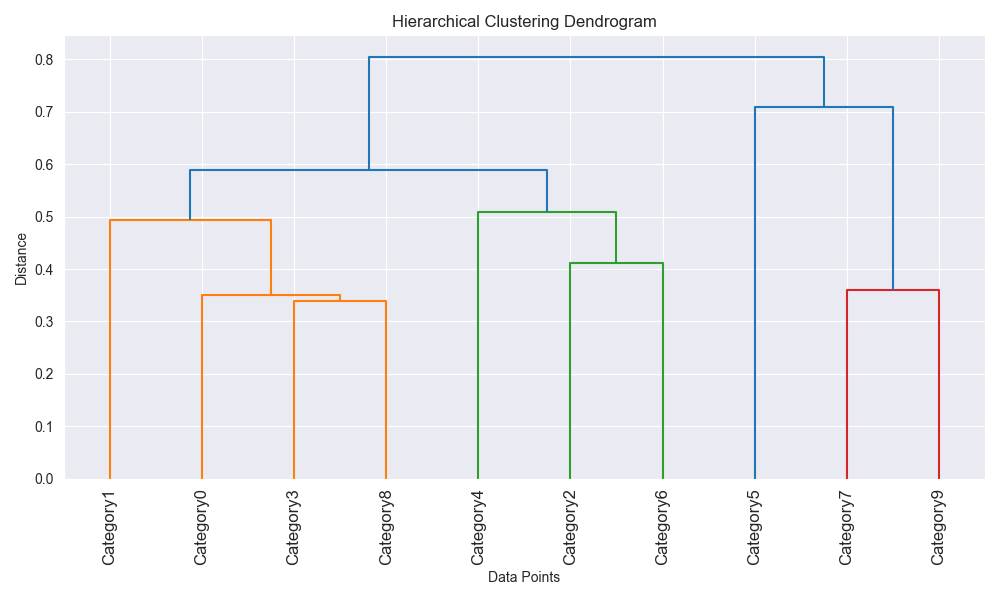 Hierarchical Clustering Dendrogram
Distance
0.8
0.7
0.6
0.5
0.4
0.3
0.2
0.1
0.0
Category1
Category0
Category3
Category8
Category4
Category2
Category6
Category5
Category7
Category9
Data Points